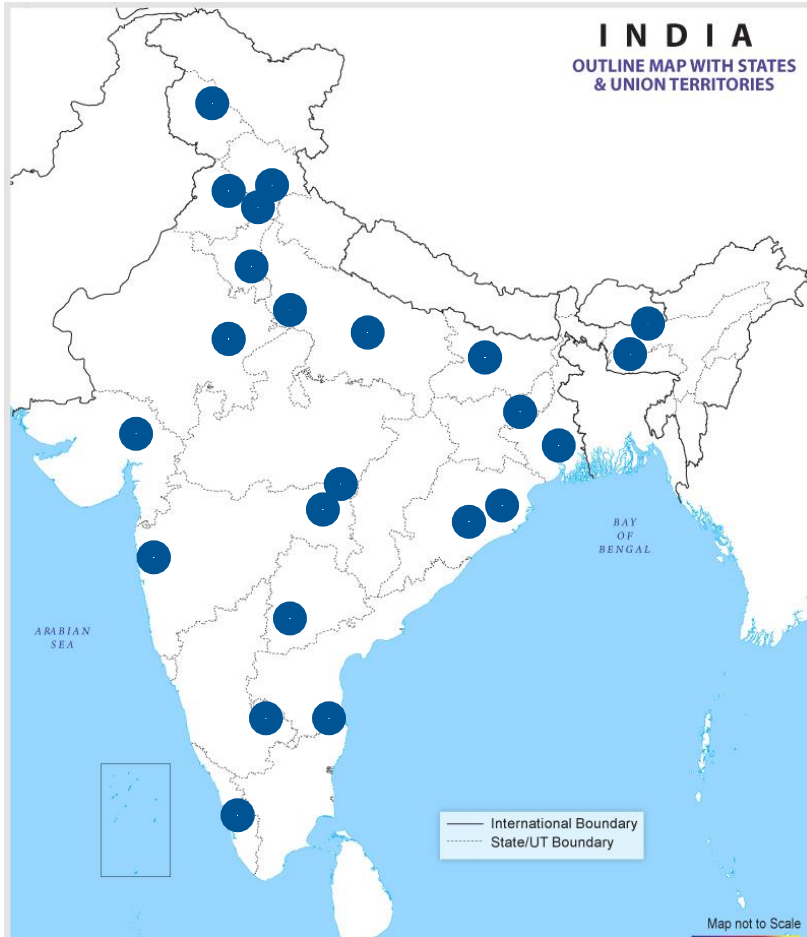 INDIA
OUTLINE MAP WITH STATES
& UNION TERRITORIES
BAY
OF
BENGAL
ARABIAN
SEA
International Boundary
State/UT Boundary
Map not to Scale